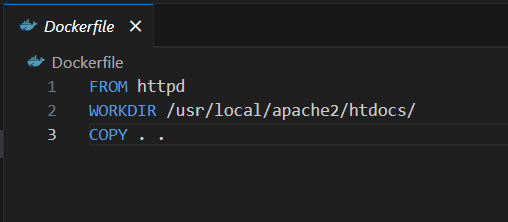 Dockerfile ×
Dockerfile
1 FROM httpd
2 WORKDIR /usr/local/apache2/htdocs/
3 COPY . .